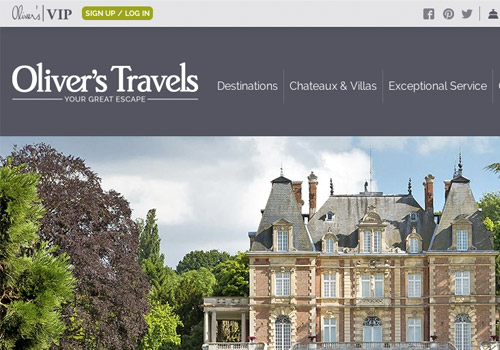 Oliver's VIP SIGN UP / LOG IN
Oliver's Travels
YOUR GREAT ESCAPE
Destinations Chateaux & Villas Exceptional Service